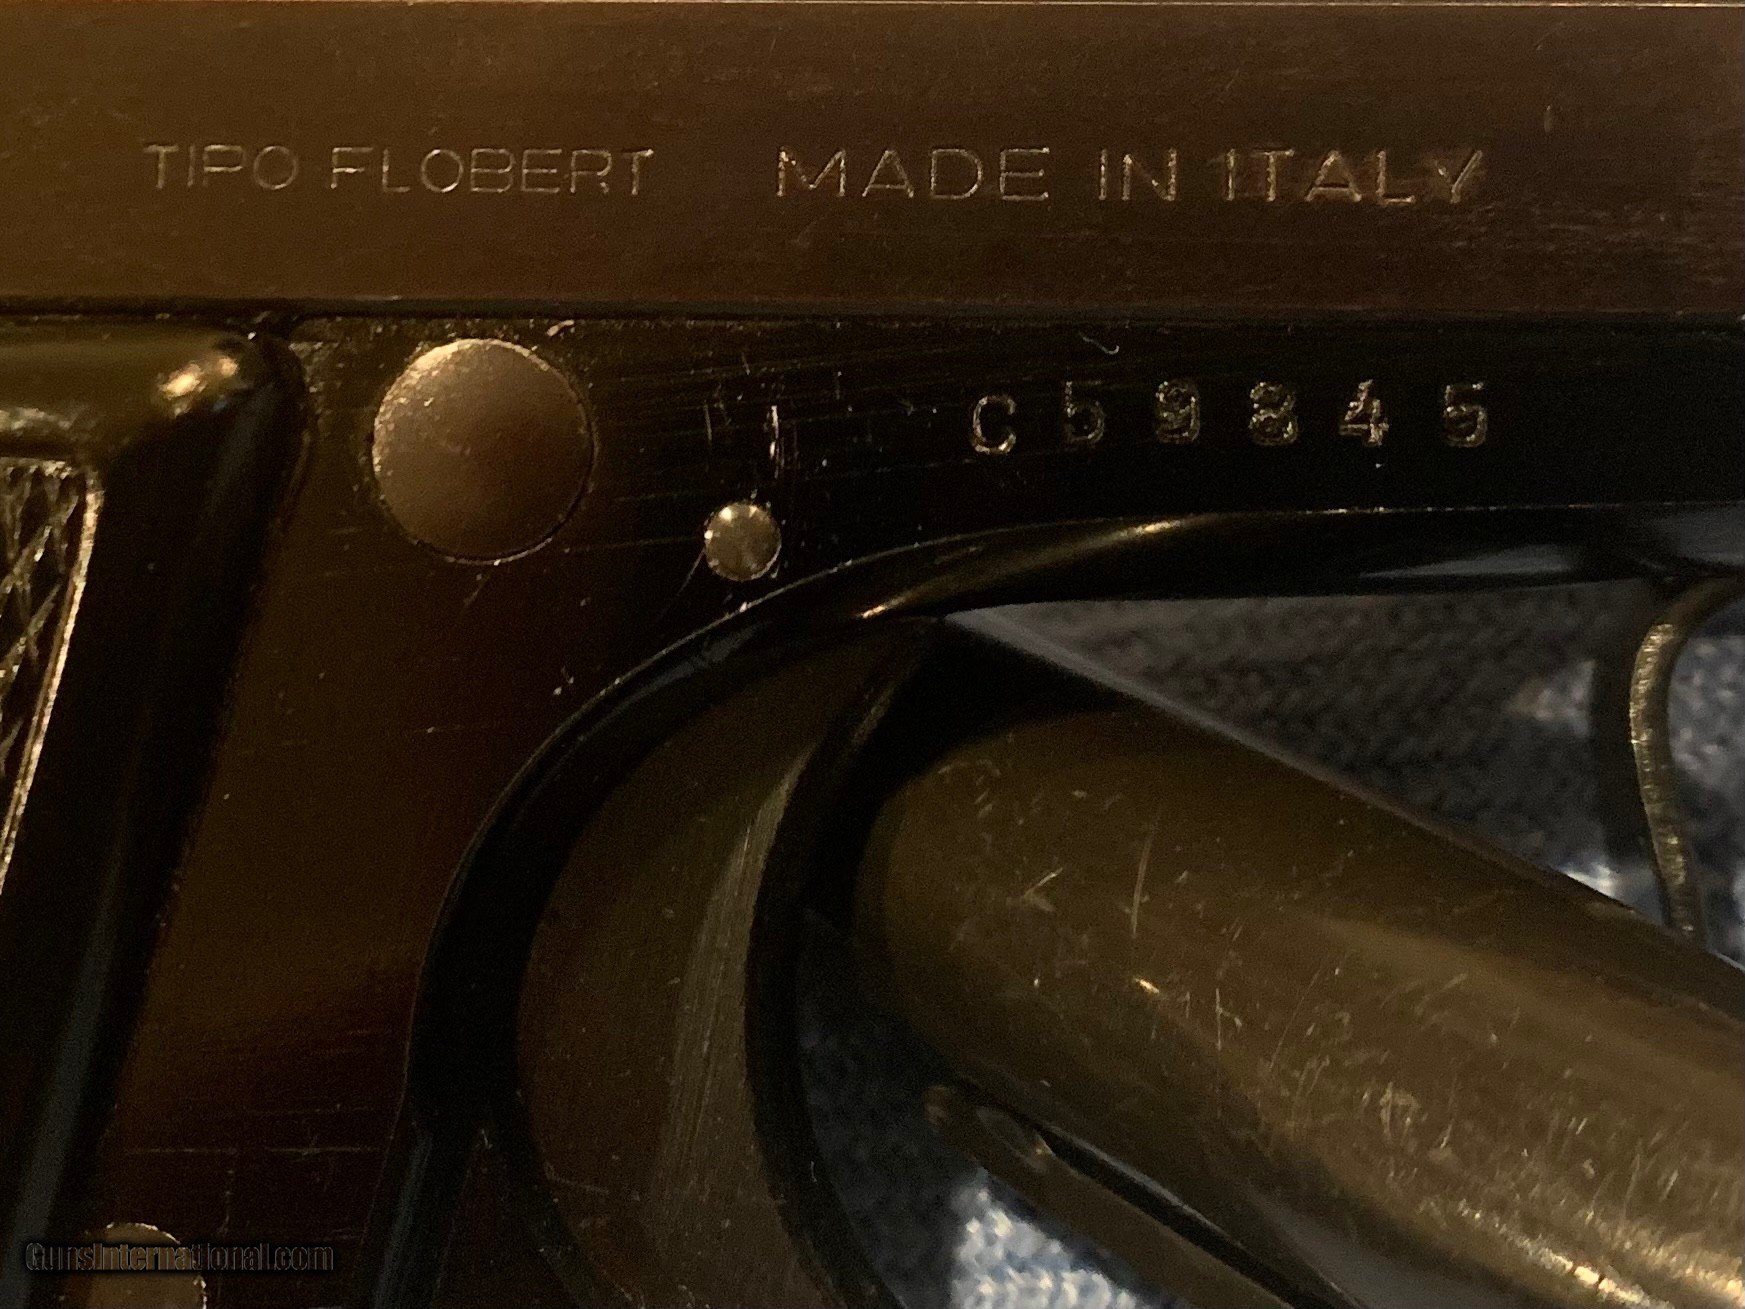 TIPO FLOBERT MADE IN ITALY
C59845
GunsInternational.com